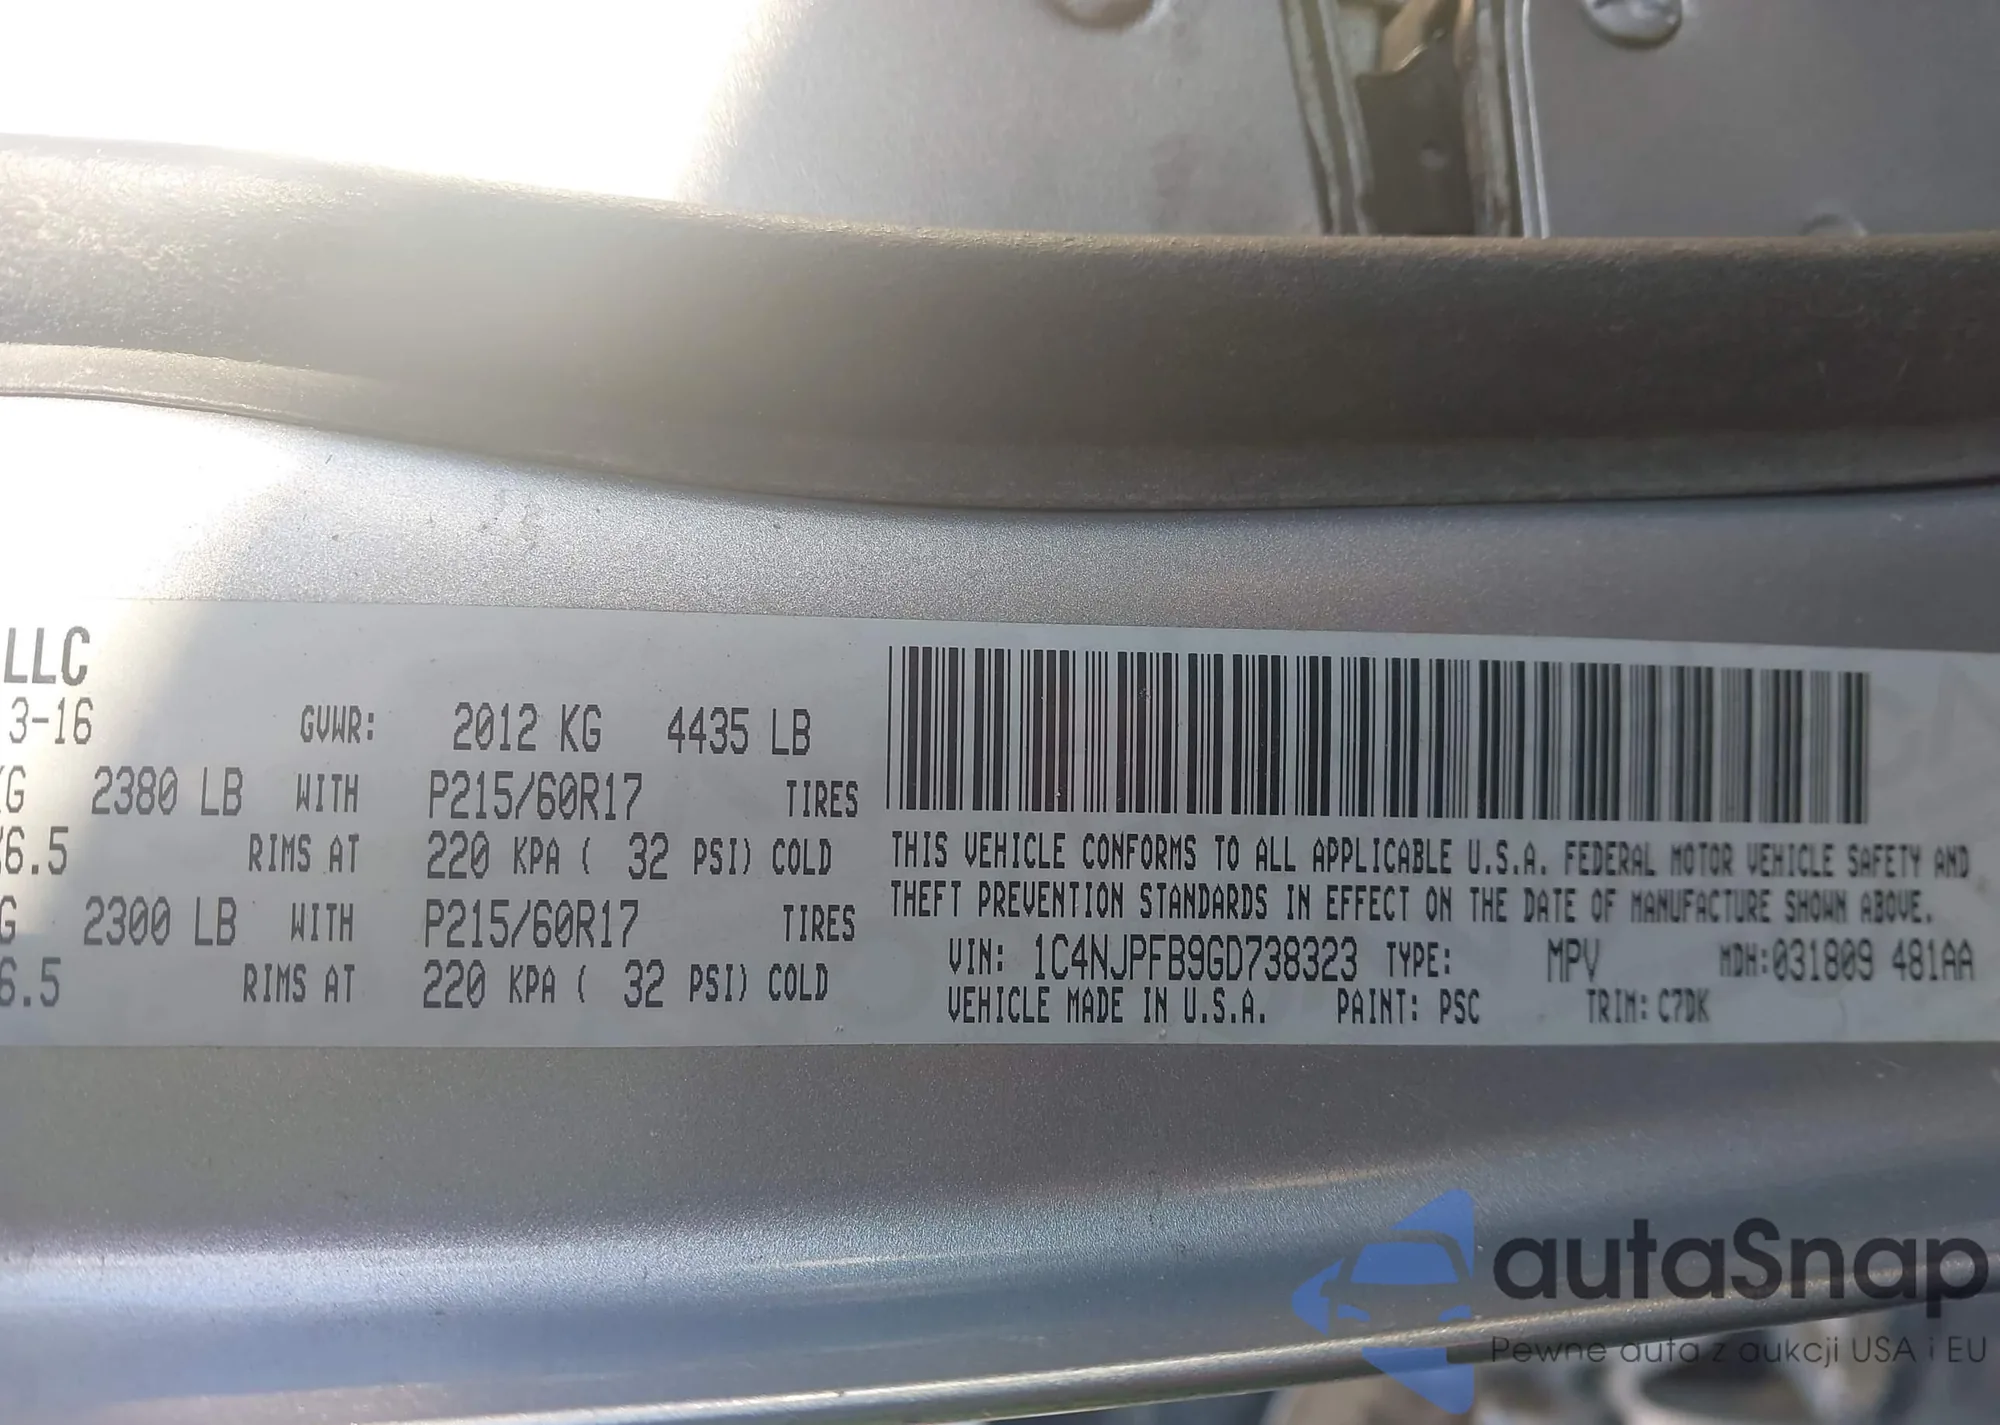 LLC
3-16 GVWR: 2012 KG 4435 LB
KG 2380 LB WITH P215/60R17 TIRES
X6.5 RIMS AT 220 KPA ( 32 PSI) COLD
G 2300 LB WITH P215/60R17 TIRES
6.5 RIMS AT 220 KPA ( 32 PSI) COLD
THIS VEHICLE CONFORMS TO ALL APPLICABLE U.S.A. FEDERAL MOTOR VEHICLE SAFETY AND
THEFT PREVENTION STANDARDS IN EFFECT ON THE DATE OF MANUFACTURE SHOWN ABOVE.
VIN: 1C4NJPFB9GD738323 TYPE: MPV MDH:031809 481AA
VEHICLE MADE IN U.S.A. PAINT: PSC TRIM: C7DK
autaSnap
Pewne auta z aukcji USA i EU